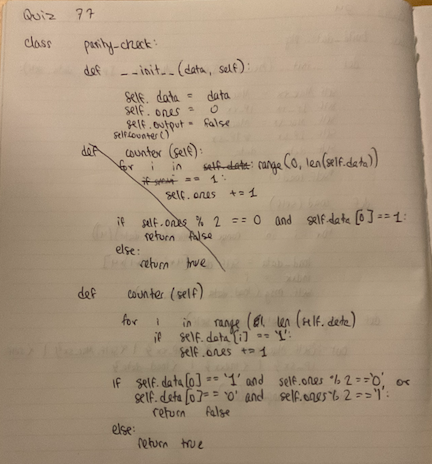 Quiz 77
class parity_check:
def __init__(data, self):
self.data = data
self.ones = 0
self.output = false
self.counter()
def counter (self):
for i in self.data: range(0, len(self.data))
if == 1:
self.ones += 1
if self.ones % 2 == 0 and self.data[0]==1:
return false
else:
return true
def counter (self)
for i in range (1, len (self.data)
if self.data[i] == '1':
self.ones += 1
if self.data[0] == '1' and self.ones % 2 == '0', or
self.data[0] == '0' and self.ones % 2 == '1':
return false
else:
return true